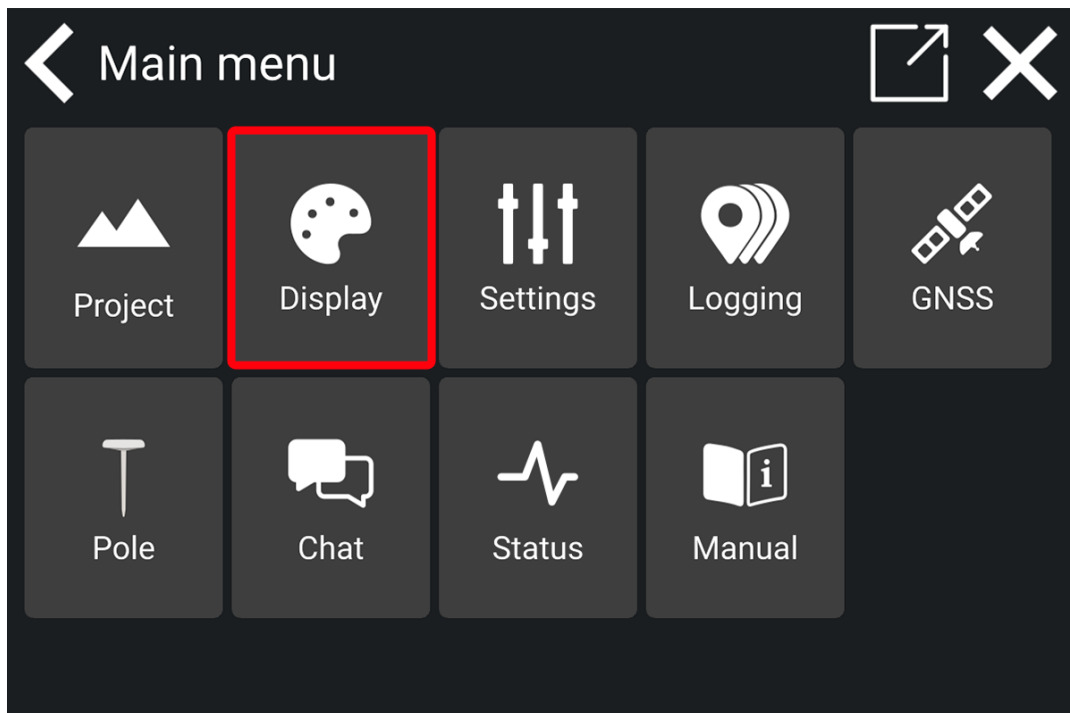 Main menu
Project
Display
Settings
Logging
GNSS
Pole
Chat
Status
i
Manual